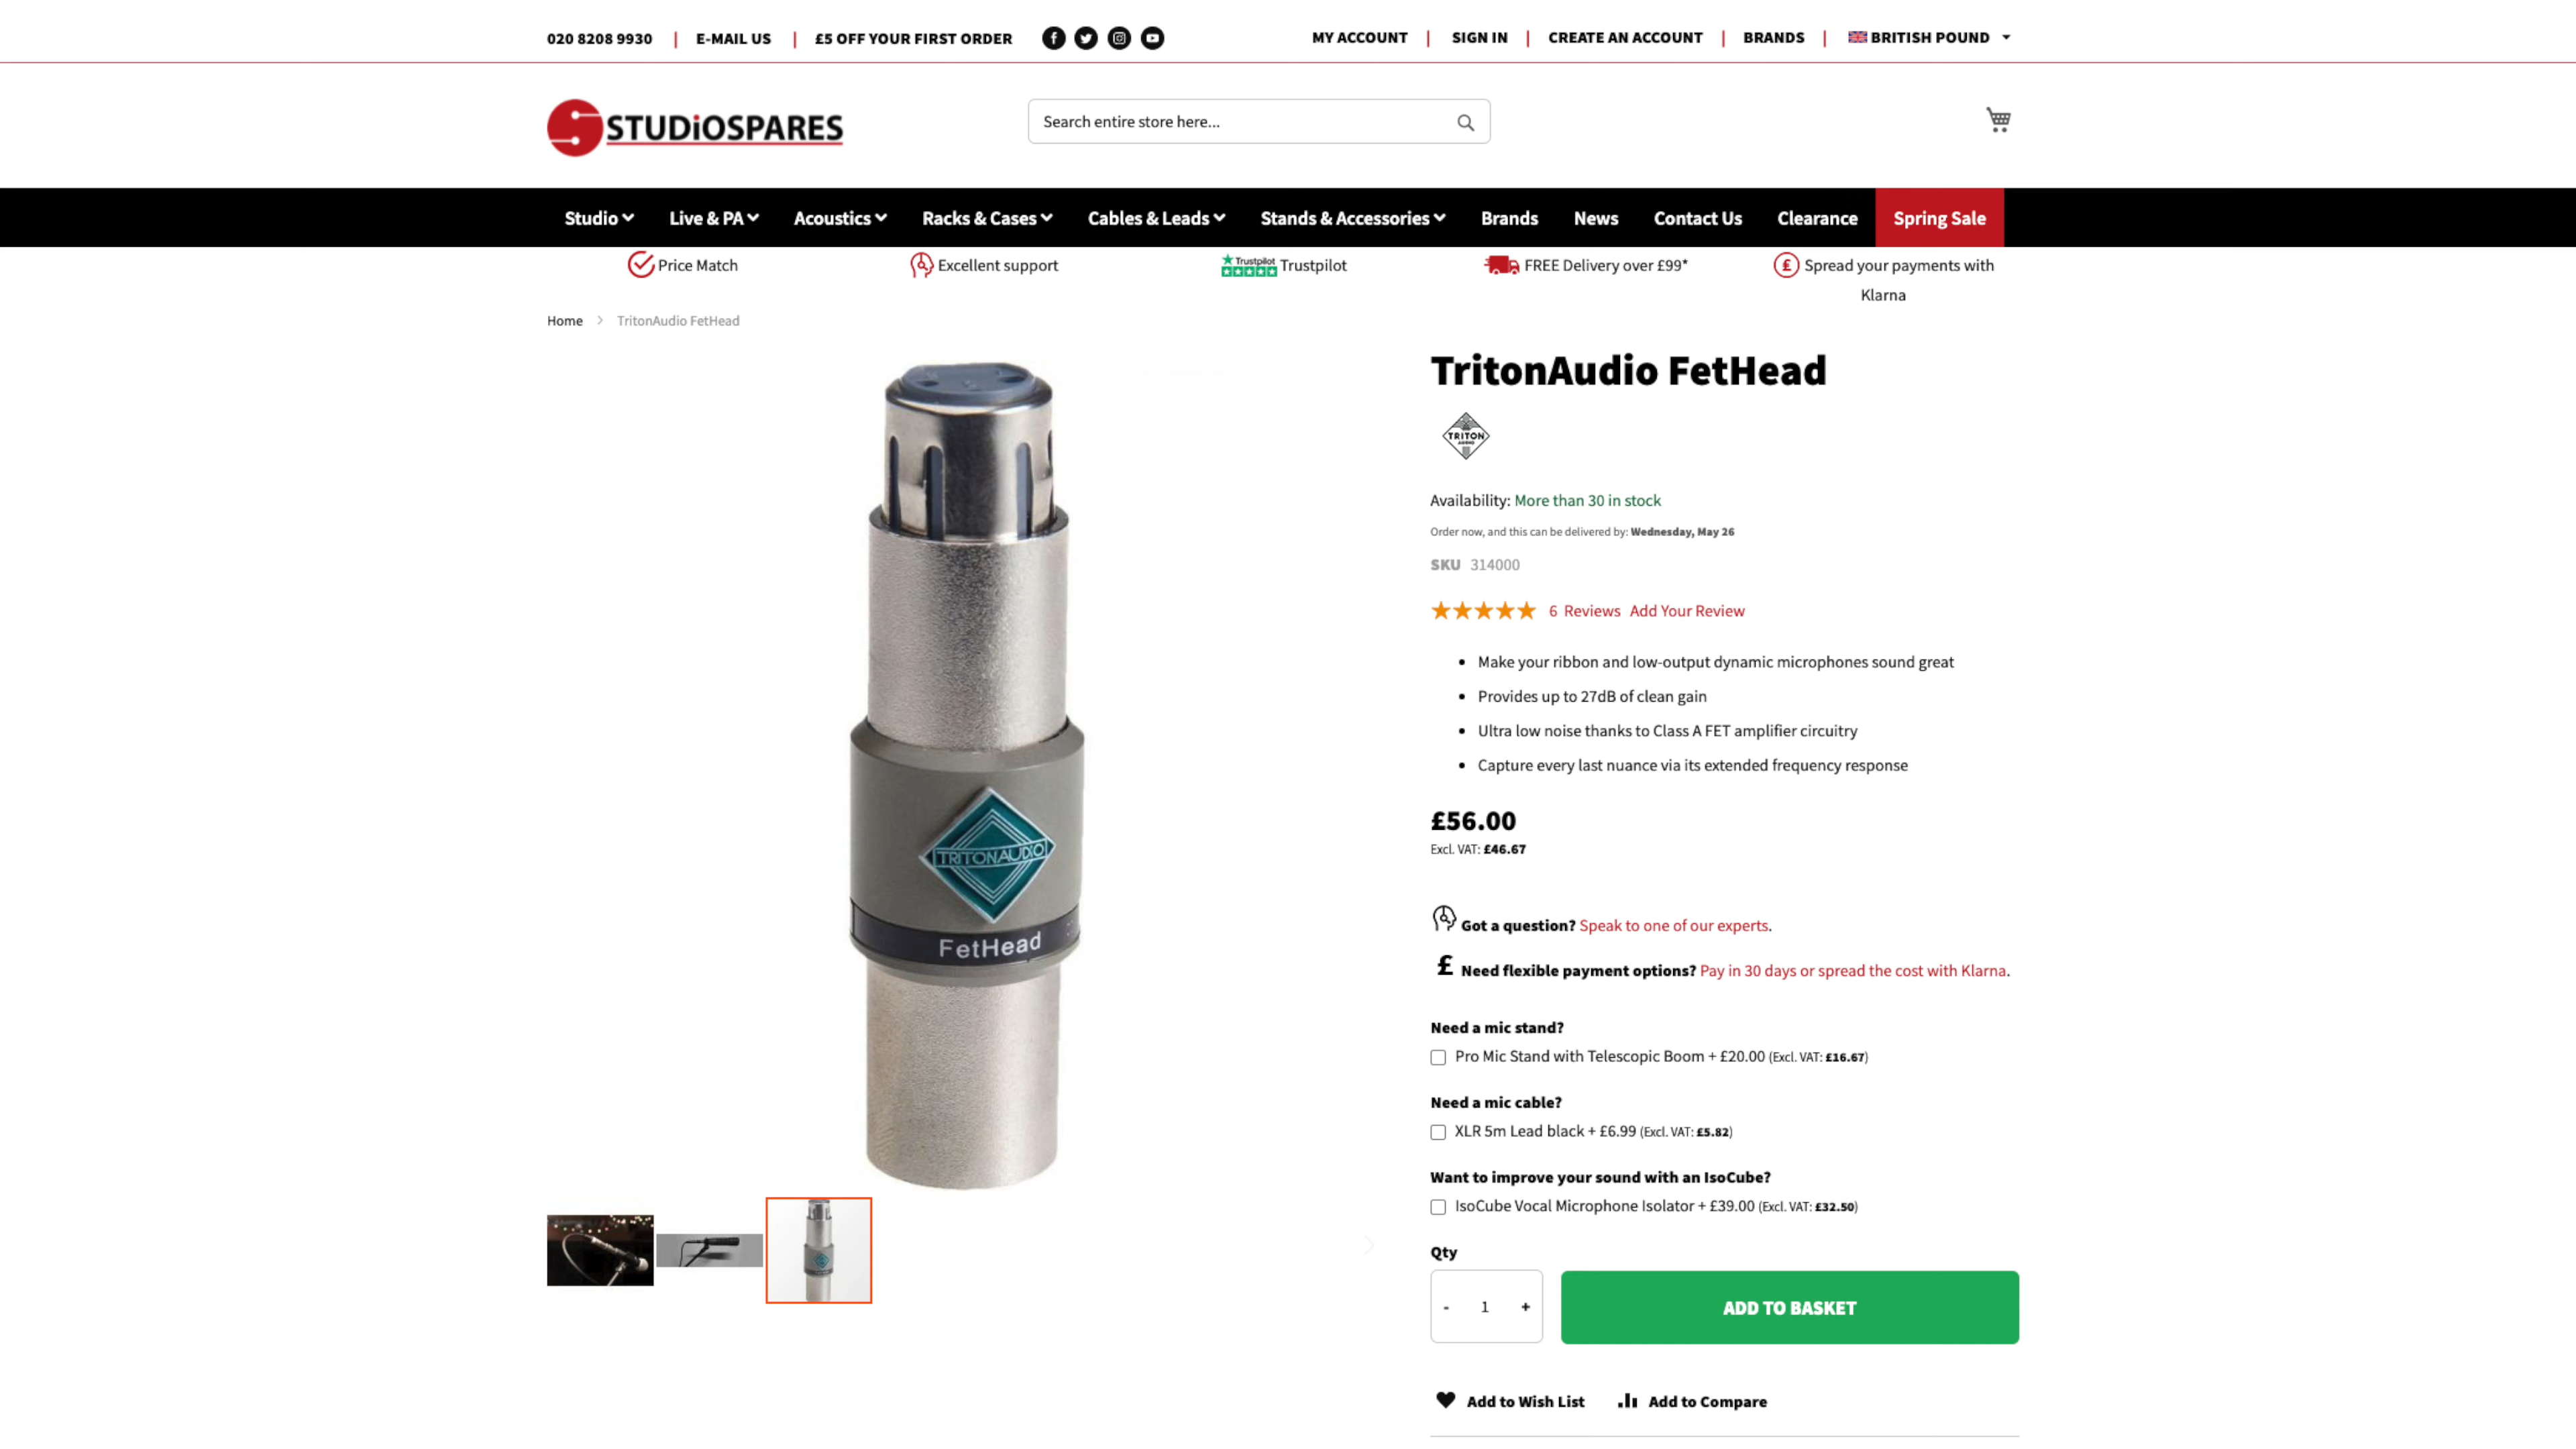 020 8208 9930 | E-MAIL US | £5 OFF YOUR FIRST ORDER
MY ACCOUNT | SIGN IN | CREATE AN ACCOUNT | BRANDS | BRITISH POUND
STUDiOSPARES
Search entire store here...
Studio Live & PA Acoustics Racks & Cases Cables & Leads Stands & Accessories Brands News Contact Us Clearance Spring Sale
Price Match
Excellent support
Trustpilot Trustpilot
FREE Delivery over £99*
Spread your payments with
Klarna
Home > TritonAudio FetHead
TRITONAUDIO
FetHead
TritonAudio FetHead
TRITON
AUDIO
Availability: More than 30 in stock
Order now, and this can be delivered by: Wednesday, May 26
SKU 314000
6 Reviews Add Your Review
• Make your ribbon and low-output dynamic microphones sound great
• Provides up to 27dB of clean gain
• Ultra low noise thanks to Class A FET amplifier circuitry
• Capture every last nuance via its extended frequency response
£56.00
Excl. VAT: £46.67
Got a question? Speak to one of our experts.
£ Need flexible payment options? Pay in 30 days or spread the cost with Klarna.
Need a mic stand?
Pro Mic Stand with Telescopic Boom + £20.00 (Excl. VAT: £16.67)
Need a mic cable?
XLR 5m Lead black + £6.99 (Excl. VAT: £5.82)
Want to improve your sound with an IsoCube?
IsoCube Vocal Microphone Isolator + £39.00 (Excl. VAT: £32.50)
Qty
- 1 +
ADD TO BASKET
Add to Wish List
Add to Compare